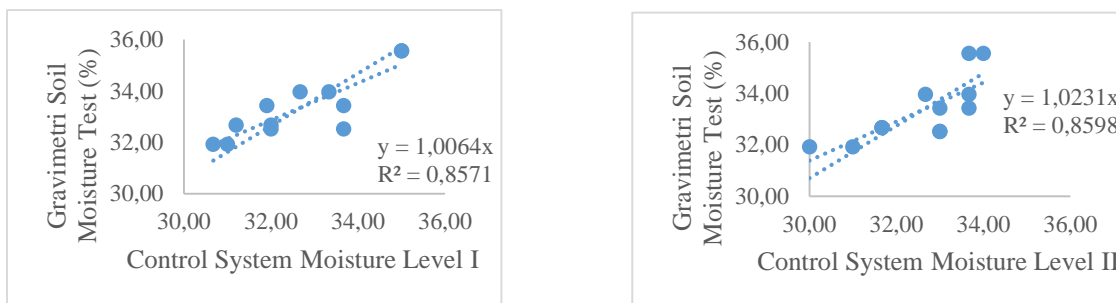 Gravimetri Soil
Moisture Test (%)
36,00
34,00
32,00
30,00
y = 1,0064x
R² = 0,8571
30,00 32,00 34,00 36,00
Control System Moisture Level I
Gravimetri Soil
Moisture Test (%)
36,00
34,00
32,00
30,00
y = 1,0231x
R² = 0,8598
30,00 32,00 34,00 36,00
Control System Moisture Level II